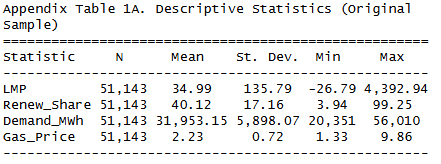 Appendix Table 1A. Descriptive Statistics (Original
Sample)
==========================================================
Statistic N Mean St. Dev. Min Max
----------------------------------------------------------
LMP 51,143 34.99 135.79 -26.79 4,392.94
Renew_Share 51,143 40.12 17.16 3.94 99.25
Demand_MWh 51,143 31,953.15 5,898.07 20,351 56,010
Gas_Price 51,143 2.23 0.72 1.33 9.86
----------------------------------------------------------